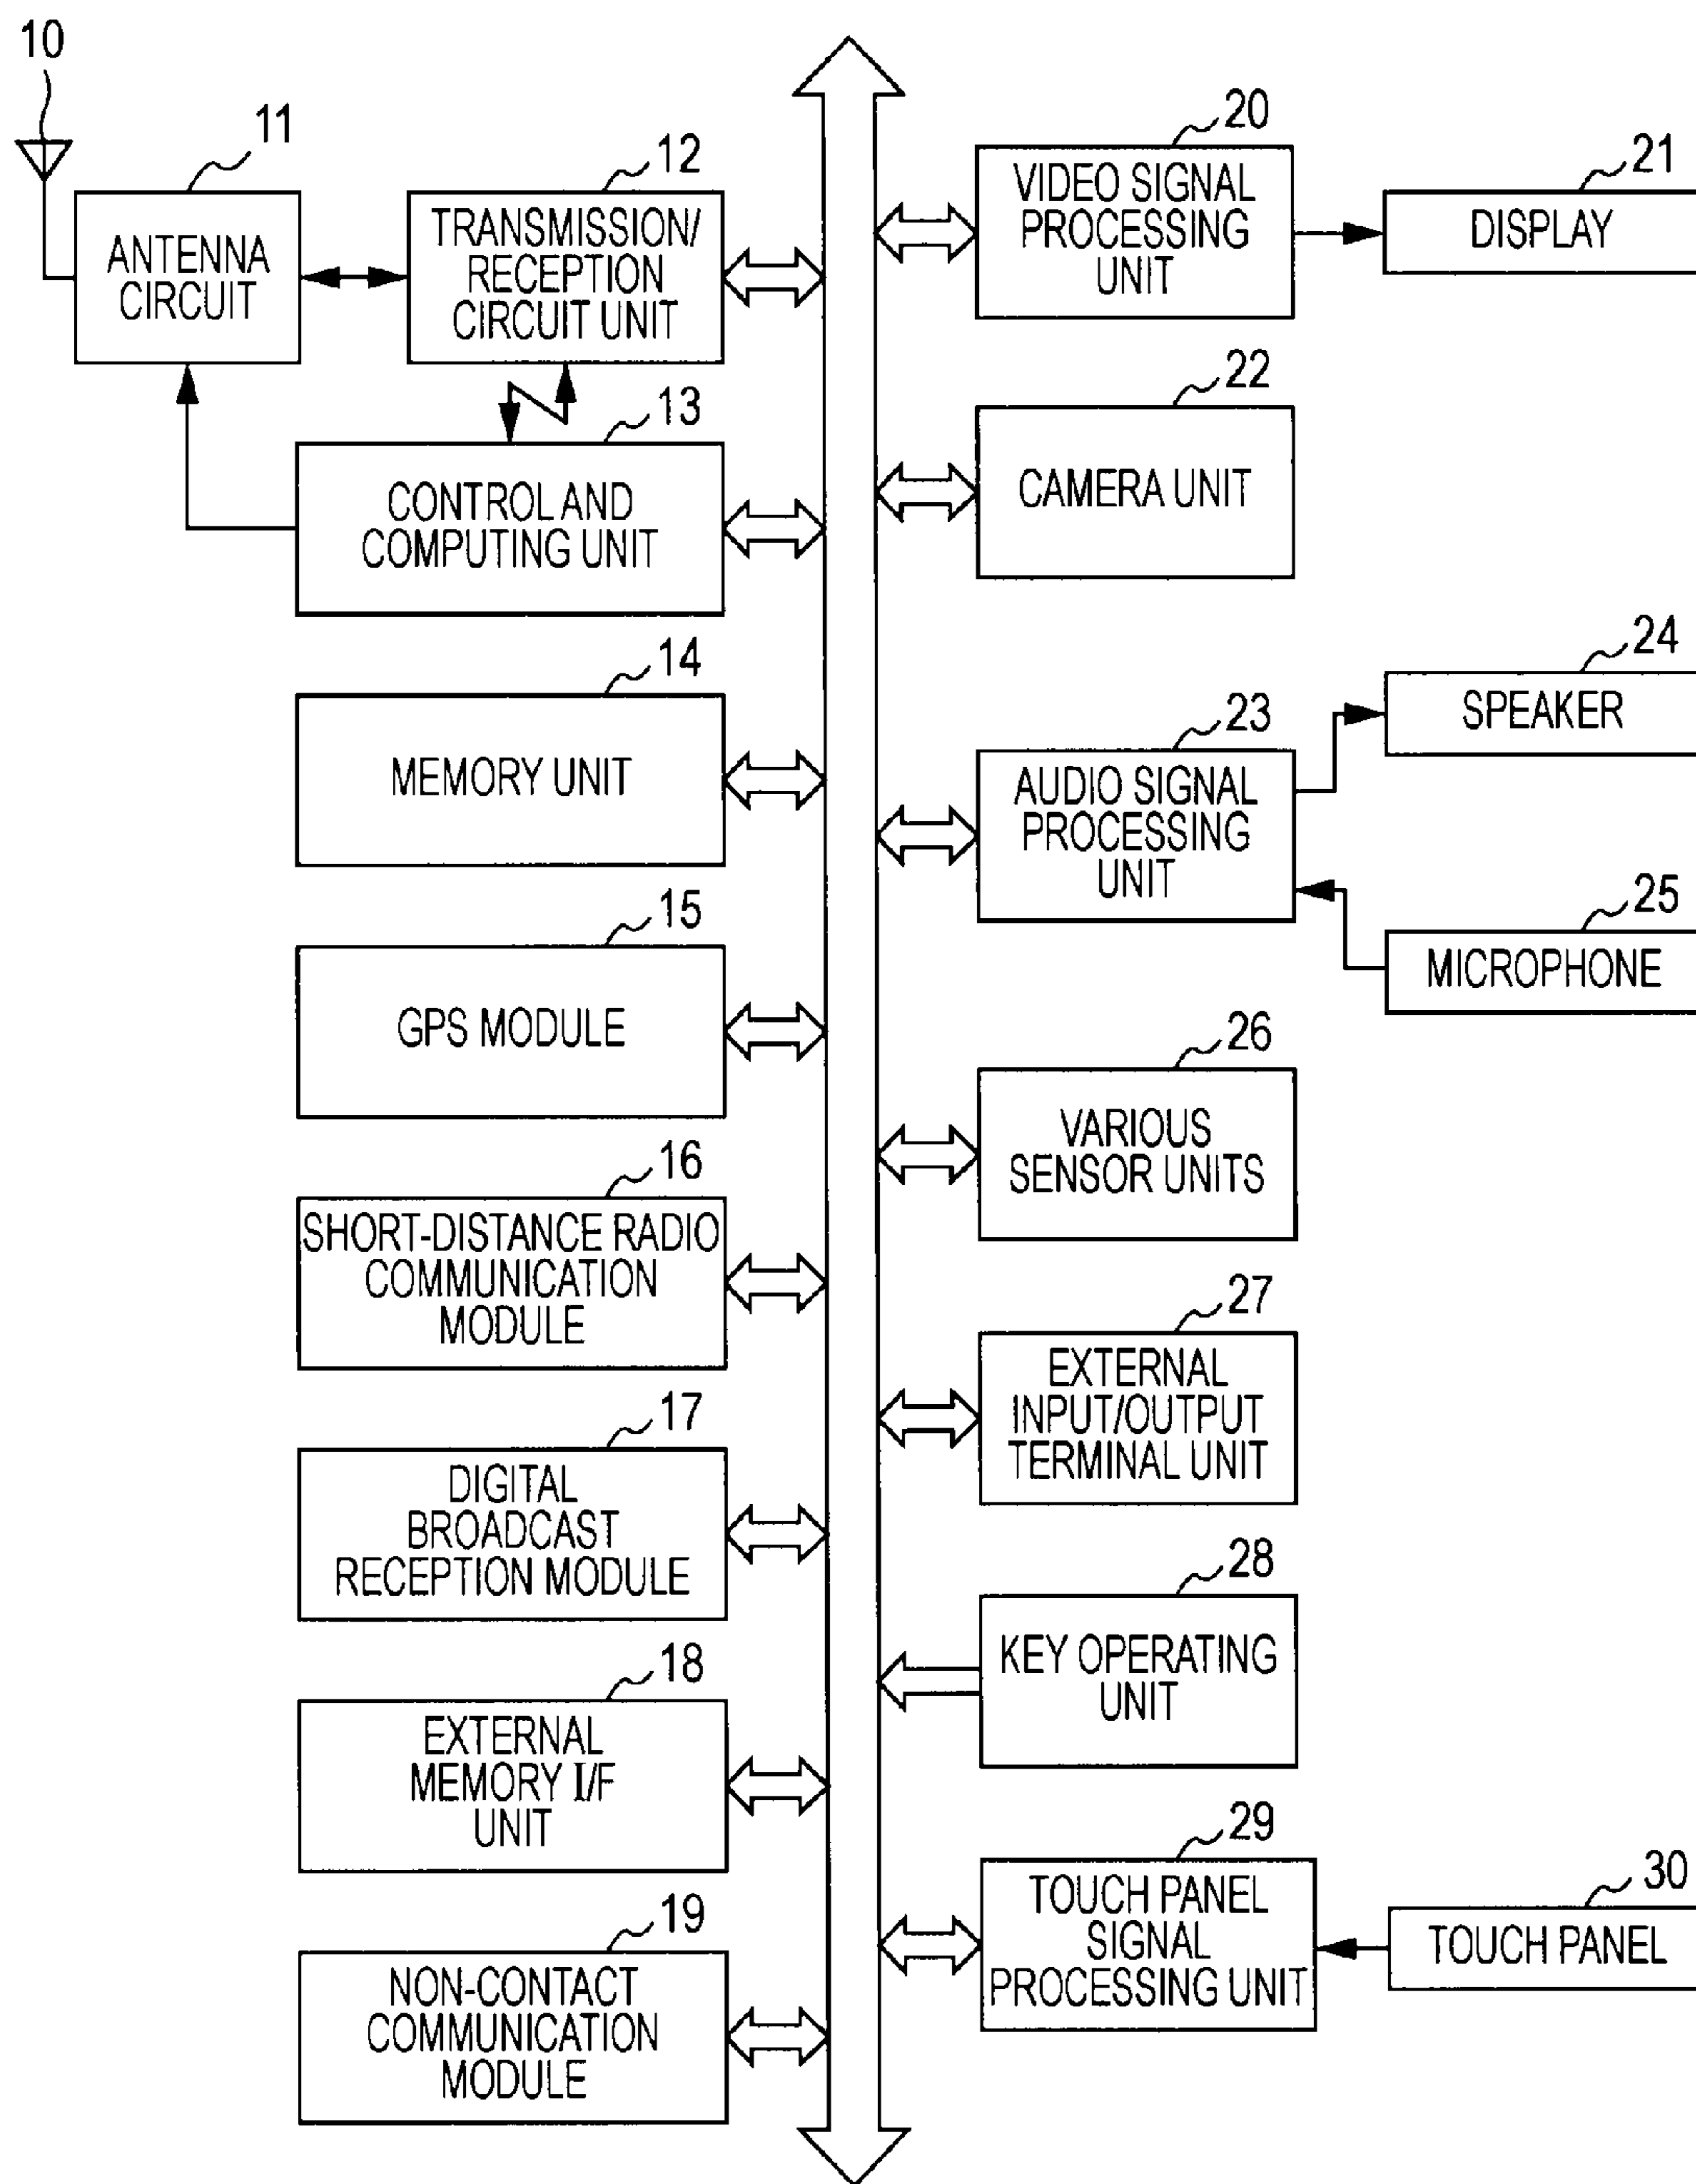 10
11
ANTENNA
CIRCUIT
12
TRANSMISSION/
RECEPTION
CIRCUIT UNIT
13
CONTROL AND
COMPUTING UNIT
14
MEMORY UNIT
15
GPS MODULE
16
SHORT-DISTANCE RADIO
COMMUNICATION
MODULE
17
DIGITAL
BROADCAST
RECEPTION MODULE
18
EXTERNAL
MEMORY I/F
UNIT
19
NON-CONTACT
COMMUNICATION
MODULE
20
VIDEO SIGNAL
PROCESSING
UNIT
21
DISPLAY
22
CAMERA UNIT
23
AUDIO SIGNAL
PROCESSING
UNIT
24
SPEAKER
25
MICROPHONE
26
VARIOUS
SENSOR UNITS
27
EXTERNAL
INPUT/OUTPUT
TERMINAL UNIT
28
KEY OPERATING
UNIT
29
TOUCH PANEL
SIGNAL
PROCESSING UNIT
30
TOUCH PANEL